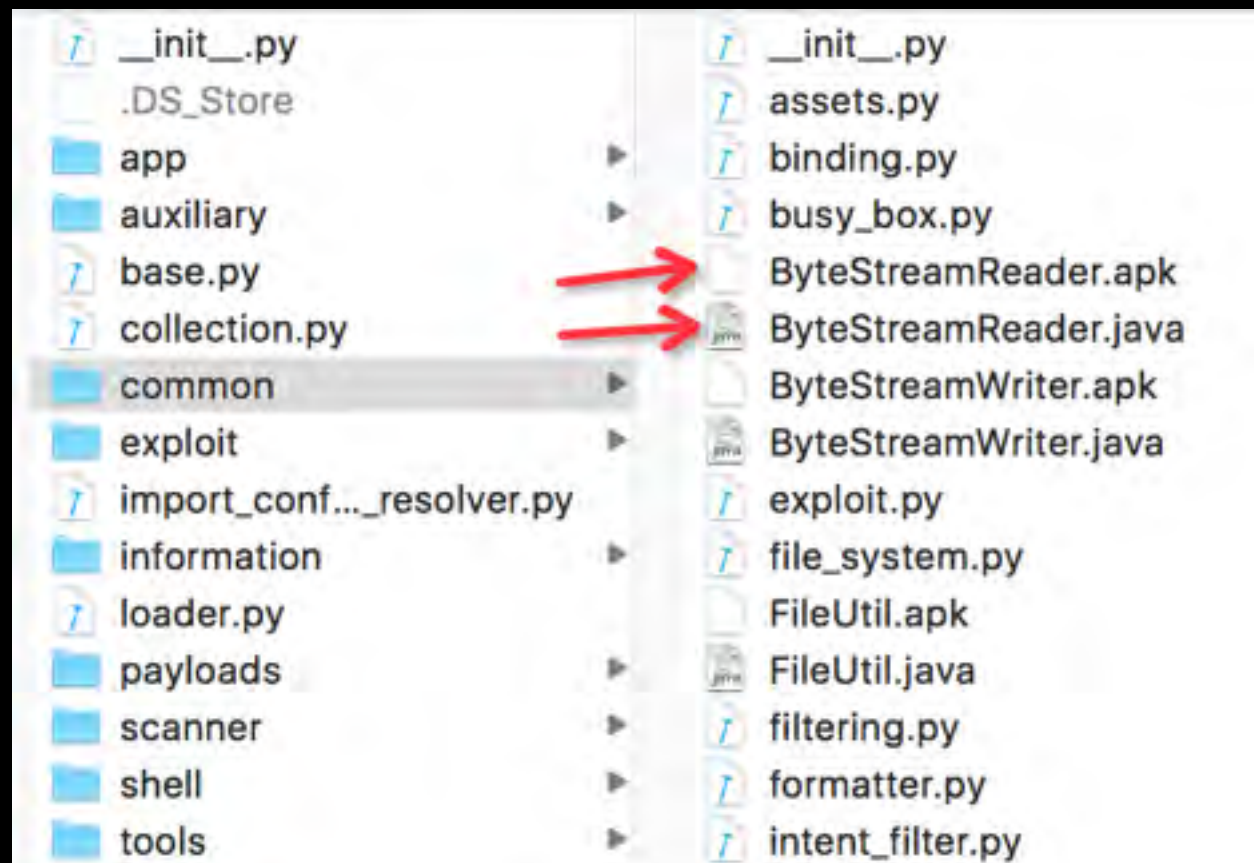 __init__.py
.DS_Store
app
auxiliary
base.py
collection.py
common
exploit
import_conf..._resolver.py
information
loader.py
payloads
scanner
shell
tools
__init__.py
assets.py
binding.py
busy_box.py
ByteStreamReader.apk
ByteStreamReader.java
ByteStreamWriter.apk
ByteStreamWriter.java
exploit.py
file_system.py
FileUtil.apk
FileUtil.java
filtering.py
formatter.py
intent_filter.py